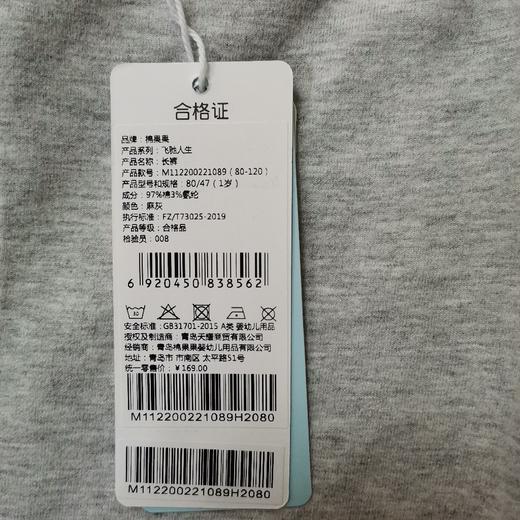 合格证
品牌：棉果果
产品系列：飞驰人生
产品名称：长裤
产品款号：M112200221089（80-120）
产品型号和规格：80/47（1岁）
成分：97%棉3%氨纶
颜色：麻灰
执行标准：FZ/T73025-2019
产品等级：合格品
检验员：008
6 920450 838562
安全标准：GB31701-2015 A类 婴幼儿用品
授权及制造商：青岛天耀商贸有限公司
经销商：青岛棉果果婴幼儿用品有限公司
地址：青岛市 市南区 太平路51号
统一零售价：￥169.00
M112200221089H2080
M112200221089H2080